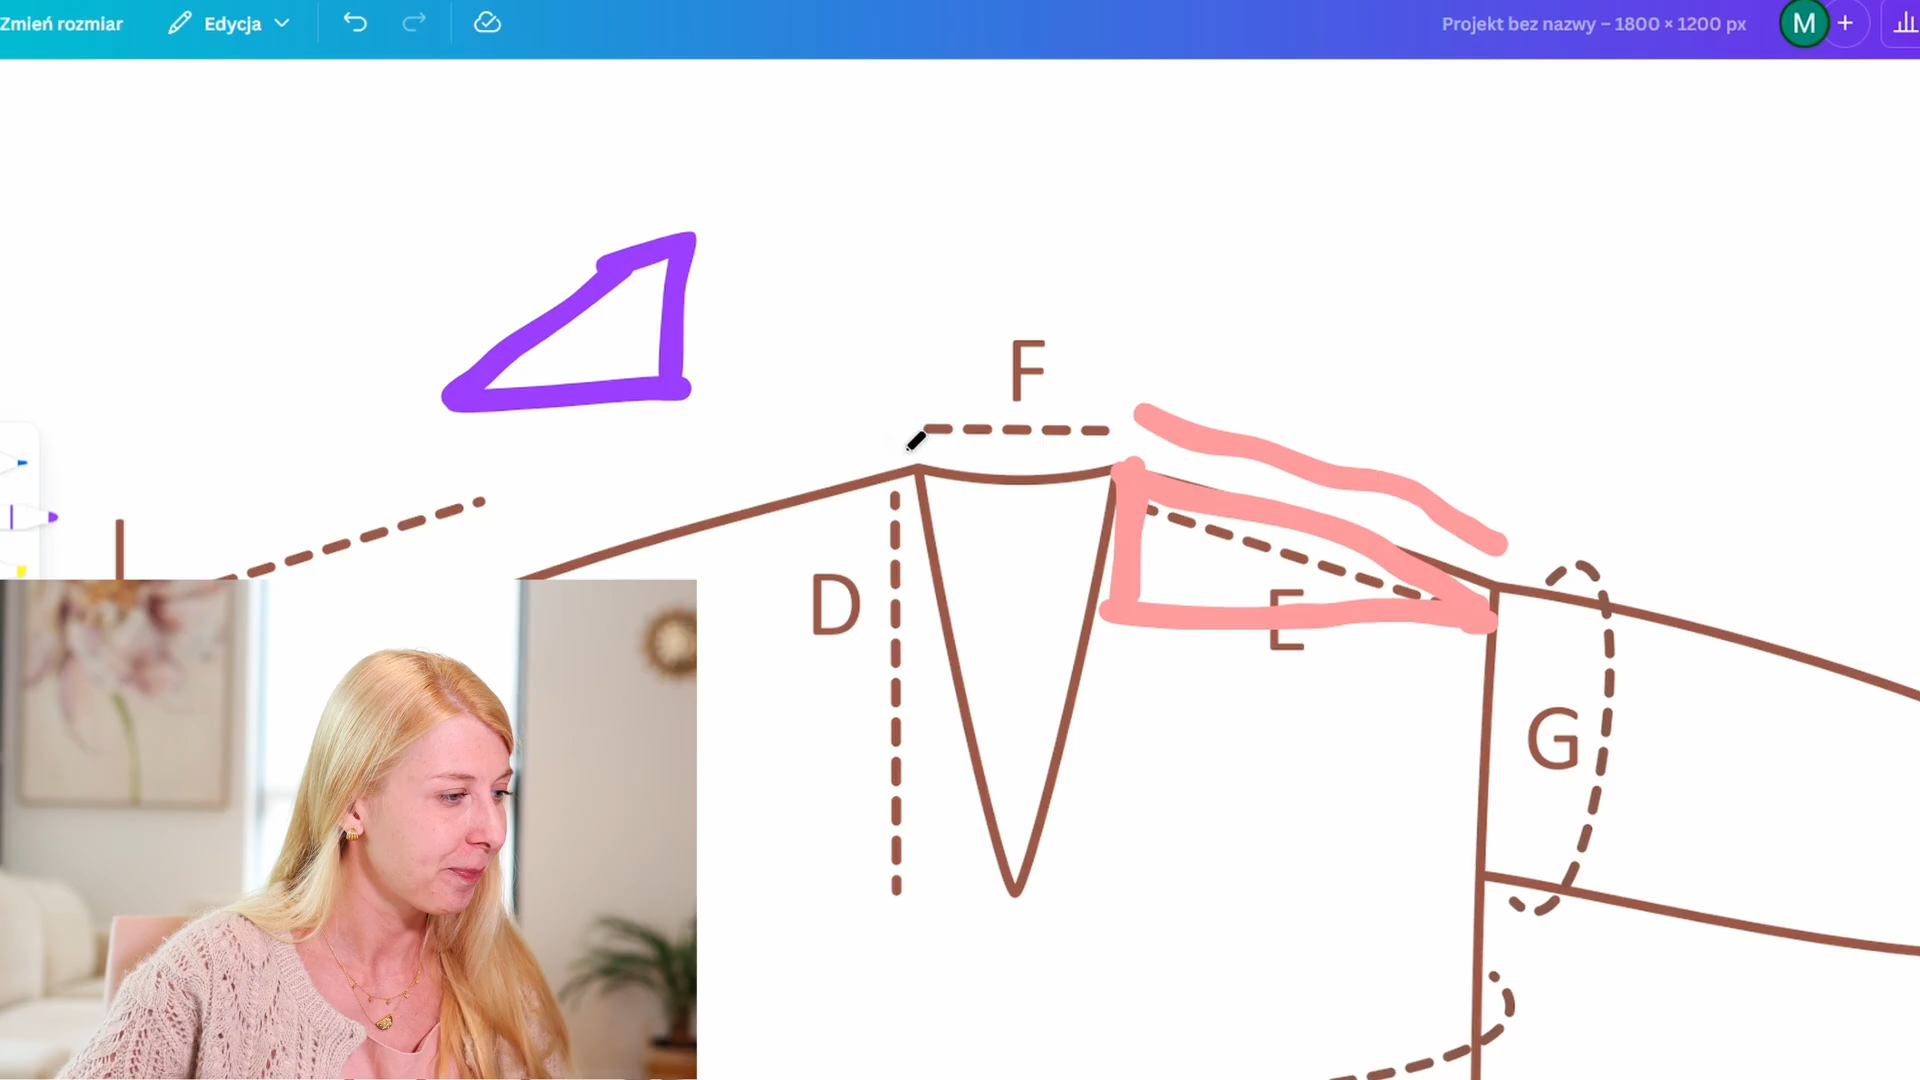 Zmień rozmiar
Edycja
Projekt bez nazwy – 1800 × 1200 px
M
+
F
D
E
G